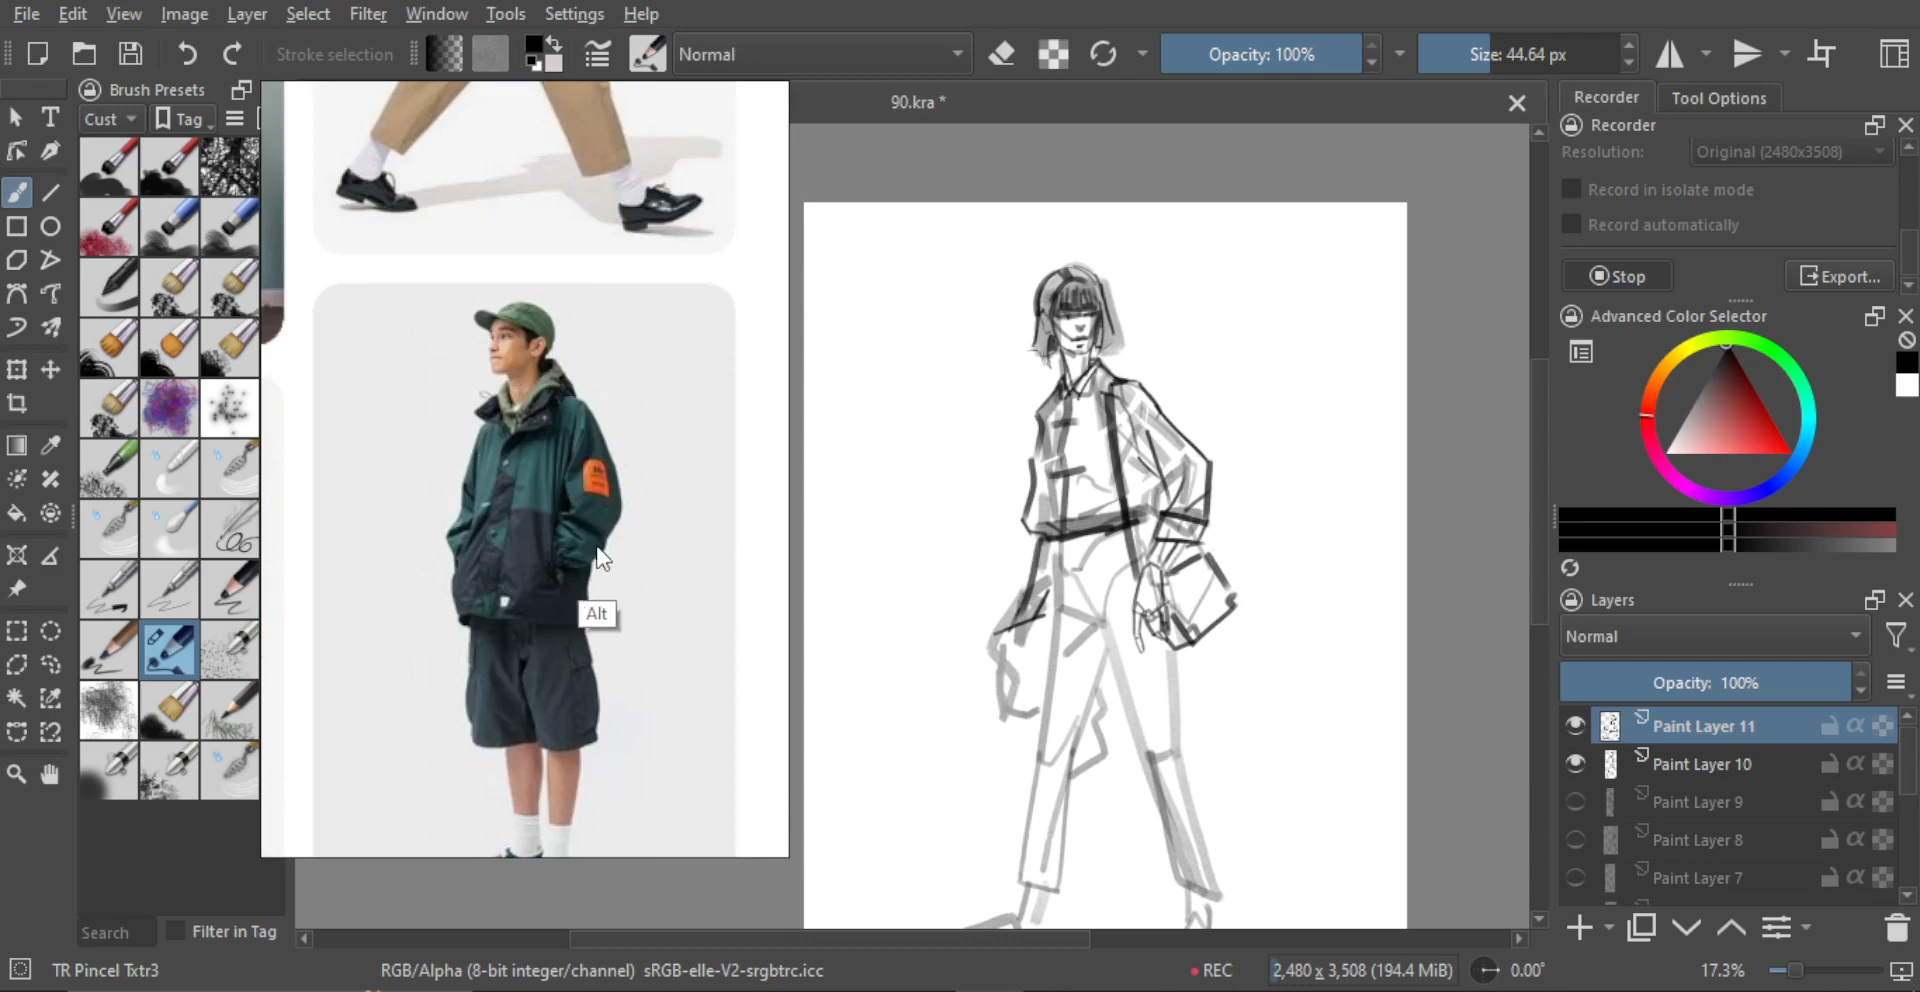 File Edit View Image Layer Select Filter Window Tools Settings Help
Stroke selection
Normal
Opacity: 100%
Size: 44.64 px
Brush Presets
Cust
Tag
90.kra *
Recorder
Tool Options
Recorder
Resolution:
Original (2480x3508)
Record in isolate mode
Record automatically
Stop
Export...
Advanced Color Selector
Alt
Layers
Normal
Opacity: 100%
Paint Layer 11
Paint Layer 10
Paint Layer 9
Paint Layer 8
Paint Layer 7
Search
Filter in Tag
TR Pincel Txtr3
RGB/Alpha (8-bit integer/channel) sRGB-elle-V2-srgbtrc.icc
REC
2,480 x 3,508 (194.4 MiB)
0.00°
17.3%